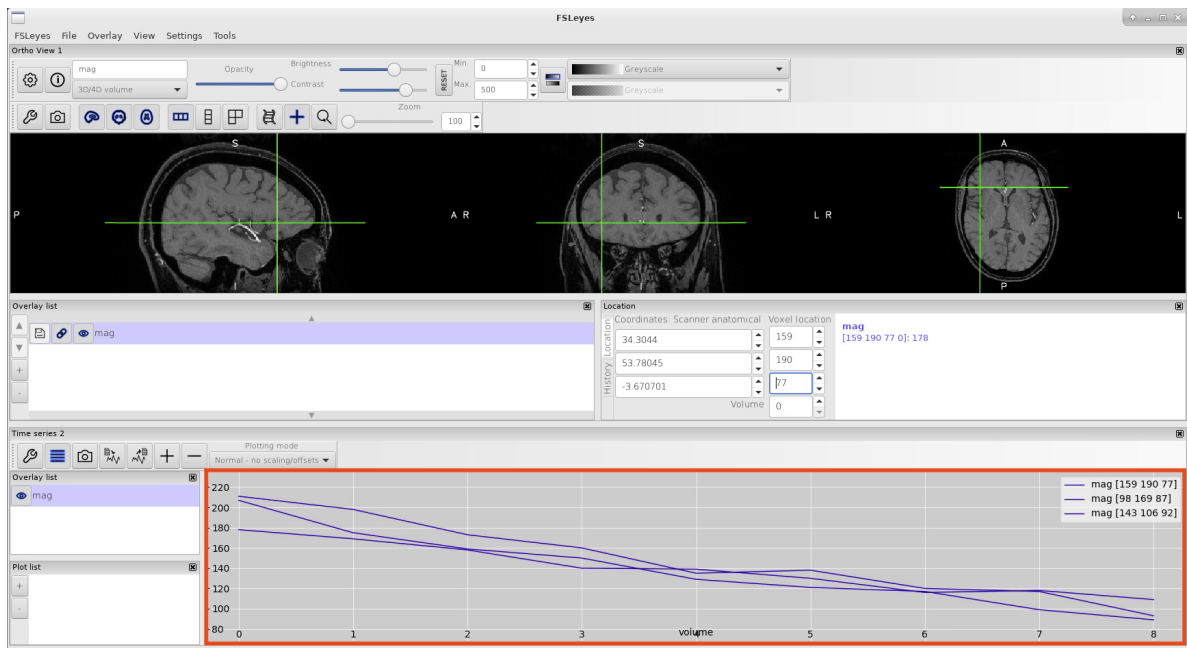 FSLeyes
FSLeyes File Overlay View Settings Tools
Ortho View 1
mag
3D/4D volume
Opacity
Brightness
Contrast
RESET
Min.
0
Max.
500
Greyscale
Greyscale
Zoom
100
S
P
A
I
S
R
L
I
A
R
L
P
Overlay list
mag
Location
Location
History
Coordinates: Scanner anatomical
34.3044
53.78045
-3.670701
Voxel location
159
190
77
Volume
0
mag
[159 190 77 0]: 178
Time series 2
Plotting mode
Normal - no scaling/offsets
Overlay list
mag
Plot list
+
-
220
200
180
160
140
120
100
80
0 1 2 3 4 5 6 7 8
volume
mag [159 190 77]
mag [98 169 87]
mag [143 106 92]